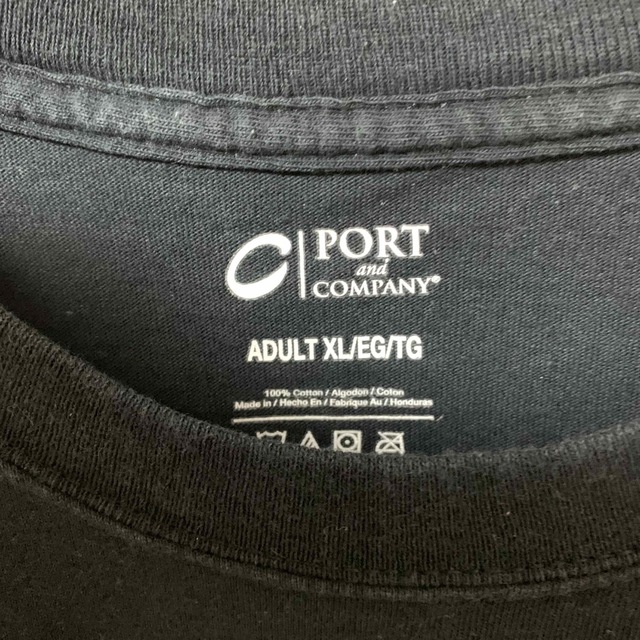 PORT
and
COMPANY®
ADULT XL/EG/TG
100% Cotton / Algodon / Coton
Made in / Hecho En / Fabrique Au / Honduras